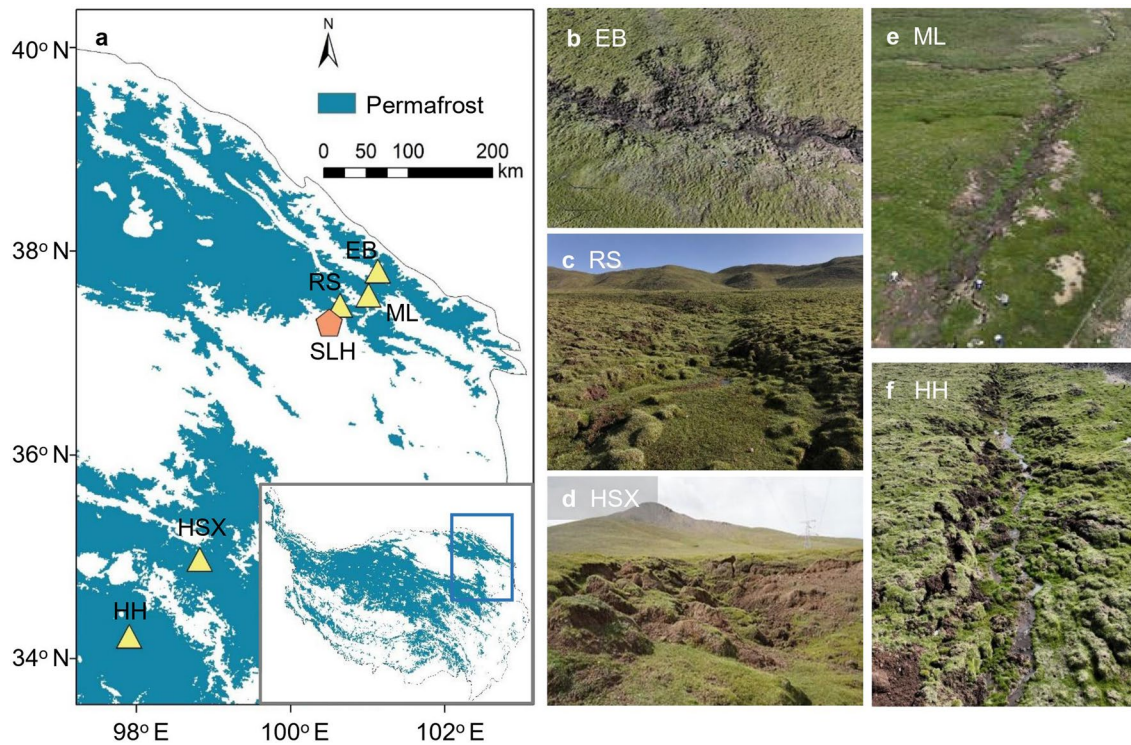 a
N
Permafrost
0 50 100 200
km
40° N
38° N
36° N
34° N
98° E
100° E
102° E
EB
RS
ML
SLH
HSX
HH
b EB
c RS
d HSX
e ML
f HH